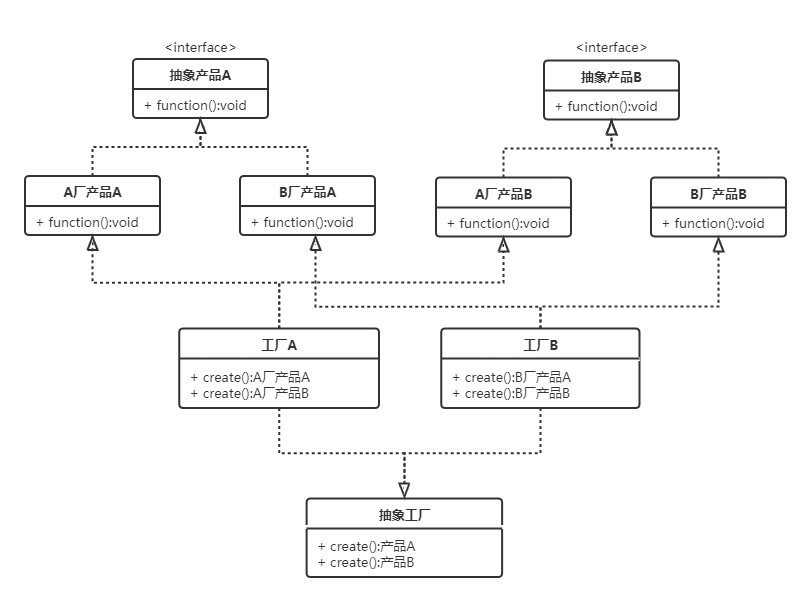 <interface>
抽象产品A
+ function():void
<interface>
抽象产品B
+ function():void
A厂产品A
+ function():void
B厂产品A
+ function():void
A厂产品B
+ function():void
B厂产品B
+ function():void
工厂A
+ create():A厂产品A
+ create():A厂产品B
工厂B
+ create():B厂产品A
+ create():B厂产品B
抽象工厂
+ create():产品A
+ create():产品B